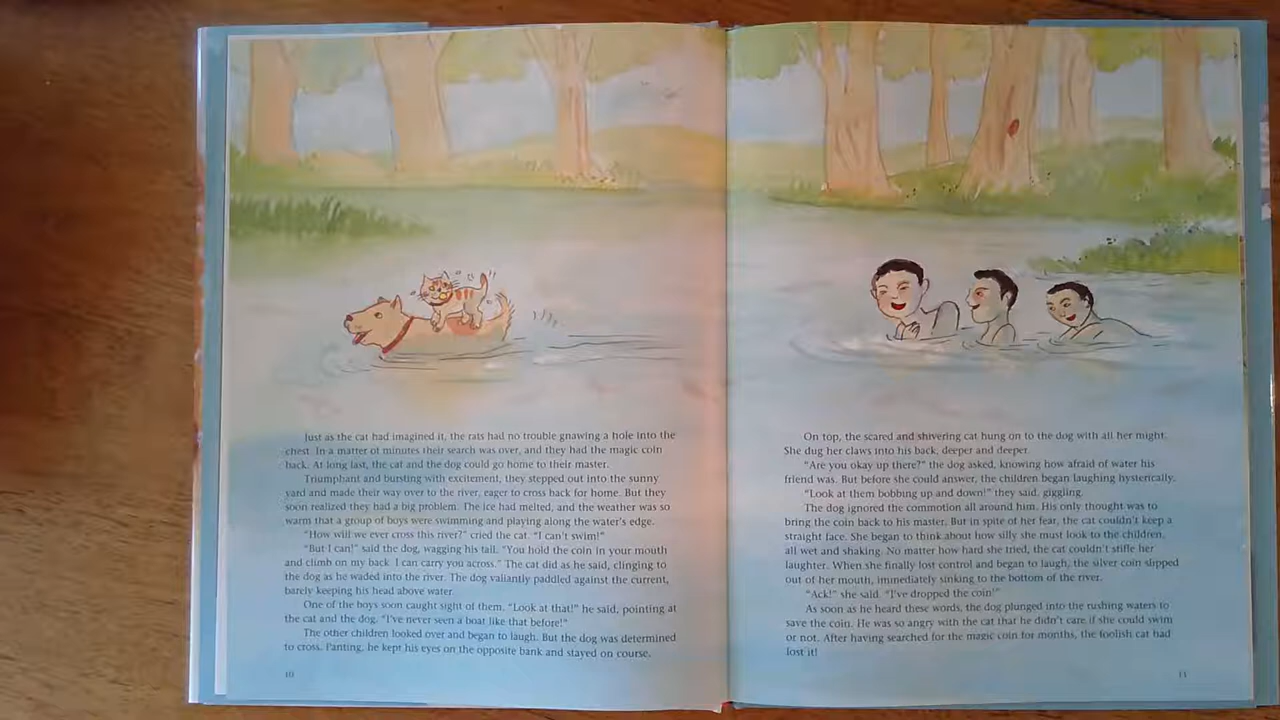 Just as the cat had imagined it, the rats had no trouble gnawing a hole into the
chest. In a matter of minutes their search was over, and they had the magic coin
back. At long last, the cat and the dog could go home to their master.
Triumphant and bursting with excitement, they stepped out into the sunny
yard and made their way over to the river, eager to cross back for home. But they
soon realized they had a big problem. The ice had melted, and the weather was so
warm that a group of boys were swimming and playing along the water's edge.
"How will we ever cross this river?" cried the cat. "I can't swim!"
"But I can!" said the dog, wagging his tail. "You hold the coin in your mouth
and climb on my back. I can carry you across." The cat did as he said, clinging to
the dog as he waded into the river. The dog valiantly paddled against the current,
barely keeping his head above water.
One of the boys soon caught sight of them. "Look at that!" he said, pointing at
the cat and the dog. "I've never seen a boat like that before!"
The other children looked over and began to laugh. But the dog was determined
to cross. Panting, he kept his eyes on the opposite bank and stayed on course.
10
On top, the scared and shivering cat hung on to the dog with all her might.
She dug her claws into his back, deeper and deeper.
"Are you okay up there?" the dog asked, knowing how afraid of water his
friend was. But before she could answer, the children began laughing hysterically.
"Look at them bobbing up and down!" they said, giggling.
The dog ignored the commotion all around him. His only thought was to
bring the coin back to his master. But in spite of her fear, the cat couldn't keep a
straight face. She began to think about how silly she must look to the children,
all wet and shaking. No matter how hard she tried, the cat couldn't stifle her
laughter. When she finally lost control and began to laugh, the silver coin slipped
out of her mouth, immediately sinking to the bottom of the river.
"Ack!" she said. "I've dropped the coin!"
As soon as he heard these words, the dog plunged into the rushing waters to
save the coin. He was so angry with the cat that he didn't care if she could swim
or not. After having searched for the magic coin for months, the foolish cat had
lost it!
11